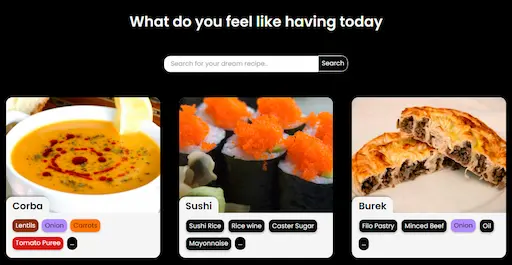 What do you feel like having today
Search for your dream recipe..
Search
Corba
Lentils Onion Carrots
Tomato Puree ...
Sushi
Sushi Rice Rice wine Caster Sugar
Mayonnaise ...
Burek
Filo Pastry Minced Beef Onion Oil
...